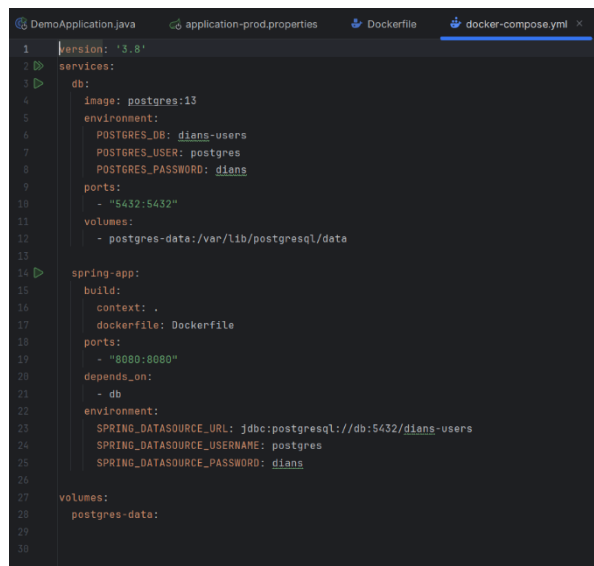 DemoApplication.java application-prod.properties Dockerfile docker-compose.yml ×
1 version: '3.8'
2 services:
3 db:
4 image: postgres:13
5 environment:
6 POSTGRES_DB: dians-users
7 POSTGRES_USER: postgres
8 POSTGRES_PASSWORD: dians
9 ports:
10 - "5432:5432"
11 volumes:
12 - postgres-data:/var/lib/postgresql/data
13
14 spring-app:
15 build:
16 context: .
17 dockerfile: Dockerfile
18 ports:
19 - "8080:8080"
20 depends_on:
21 - db
22 environment:
23 SPRING_DATASOURCE_URL: jdbc:postgresql://db:5432/dians-users
24 SPRING_DATASOURCE_USERNAME: postgres
25 SPRING_DATASOURCE_PASSWORD: dians
26
27 volumes:
28 postgres-data:
29
30